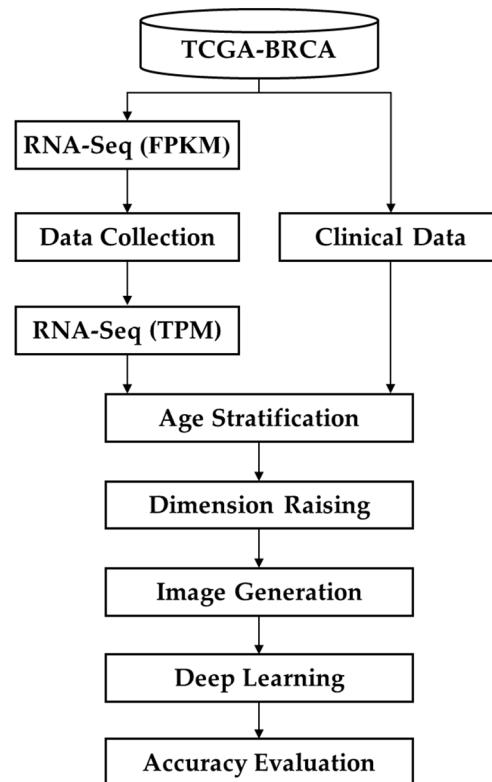 TCGA-BRCA
RNA-Seq (FPKM)
Data Collection
Clinical Data
RNA-Seq (TPM)
Age Stratification
Dimension Raising
Image Generation
Deep Learning
Accuracy Evaluation